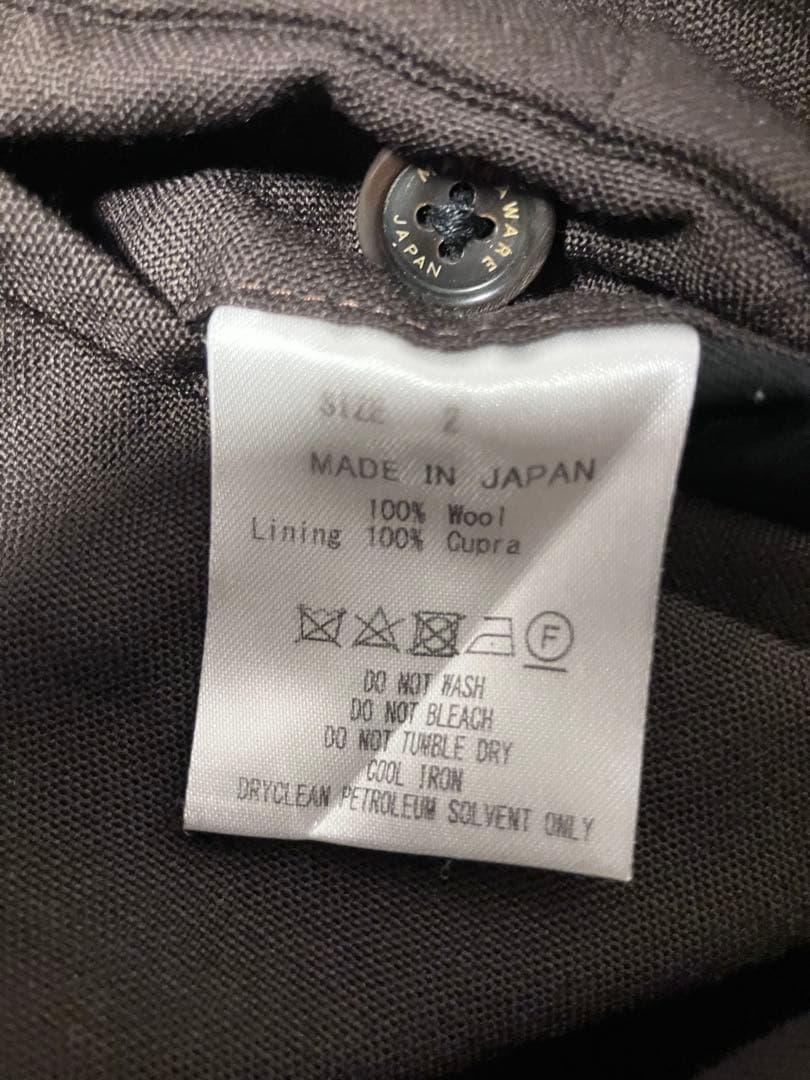 AWARE
JAPAN
SIZE 2
MADE IN JAPAN
100% Wool
Lining 100% Cupra
F
DO NOT WASH
DO NOT BLEACH
DO NOT TUMBLE DRY
COOL IRON
DRYCLEAN PETROLEUM SOLVENT ONLY